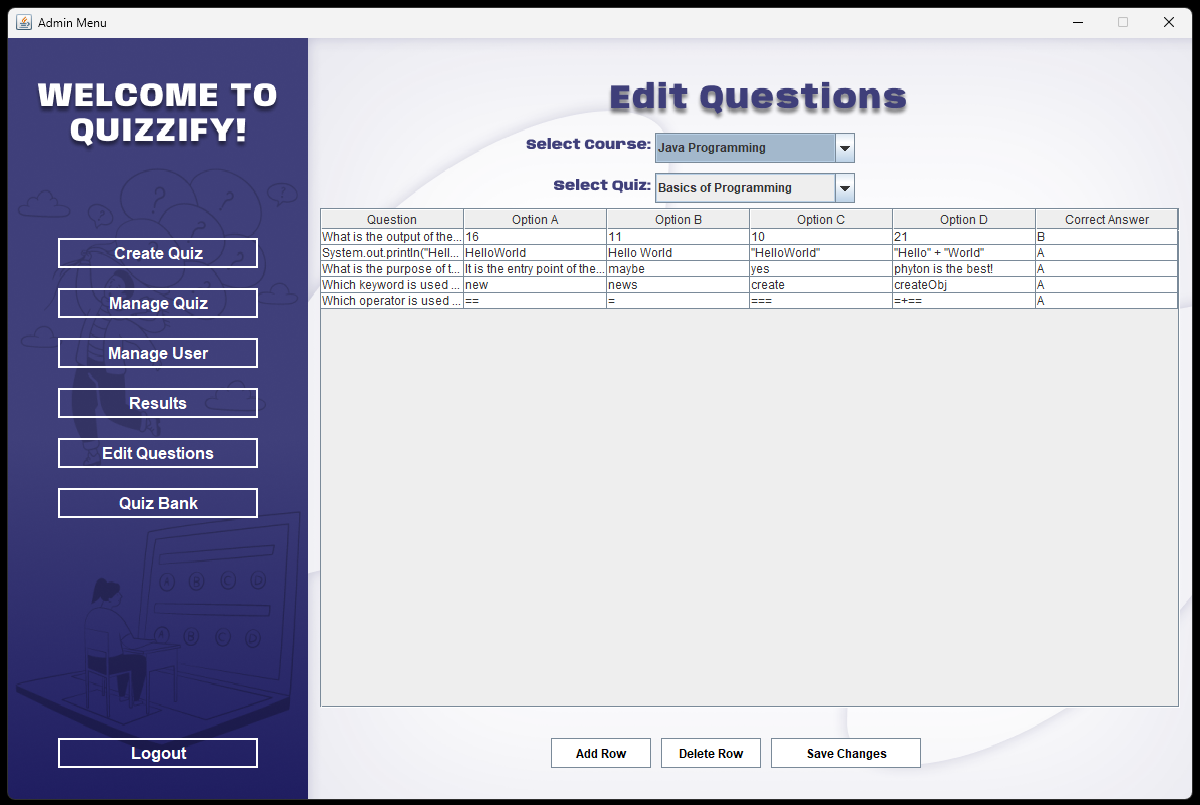 Admin Menu
WELCOME TO
QUIZZIFY!
Create Quiz
Manage Quiz
Manage User
Results
Edit Questions
Quiz Bank
Logout
Edit Questions
Select Course: Java Programming
Select Quiz: Basics of Programming
Question Option A Option B Option C Option D Correct Answer
What is the output of the... 16 11 10 21 B
System.out.println("Hell... HelloWorld Hello World "HelloWorld" "Hello" + "World" A
What is the purpose of t... It is the entry point of the... maybe yes phyton is the best! A
Which keyword is used ... new news create createObj A
Which operator is used ... == = === =+== A
Add Row Delete Row Save Changes
A B C D
A B C D